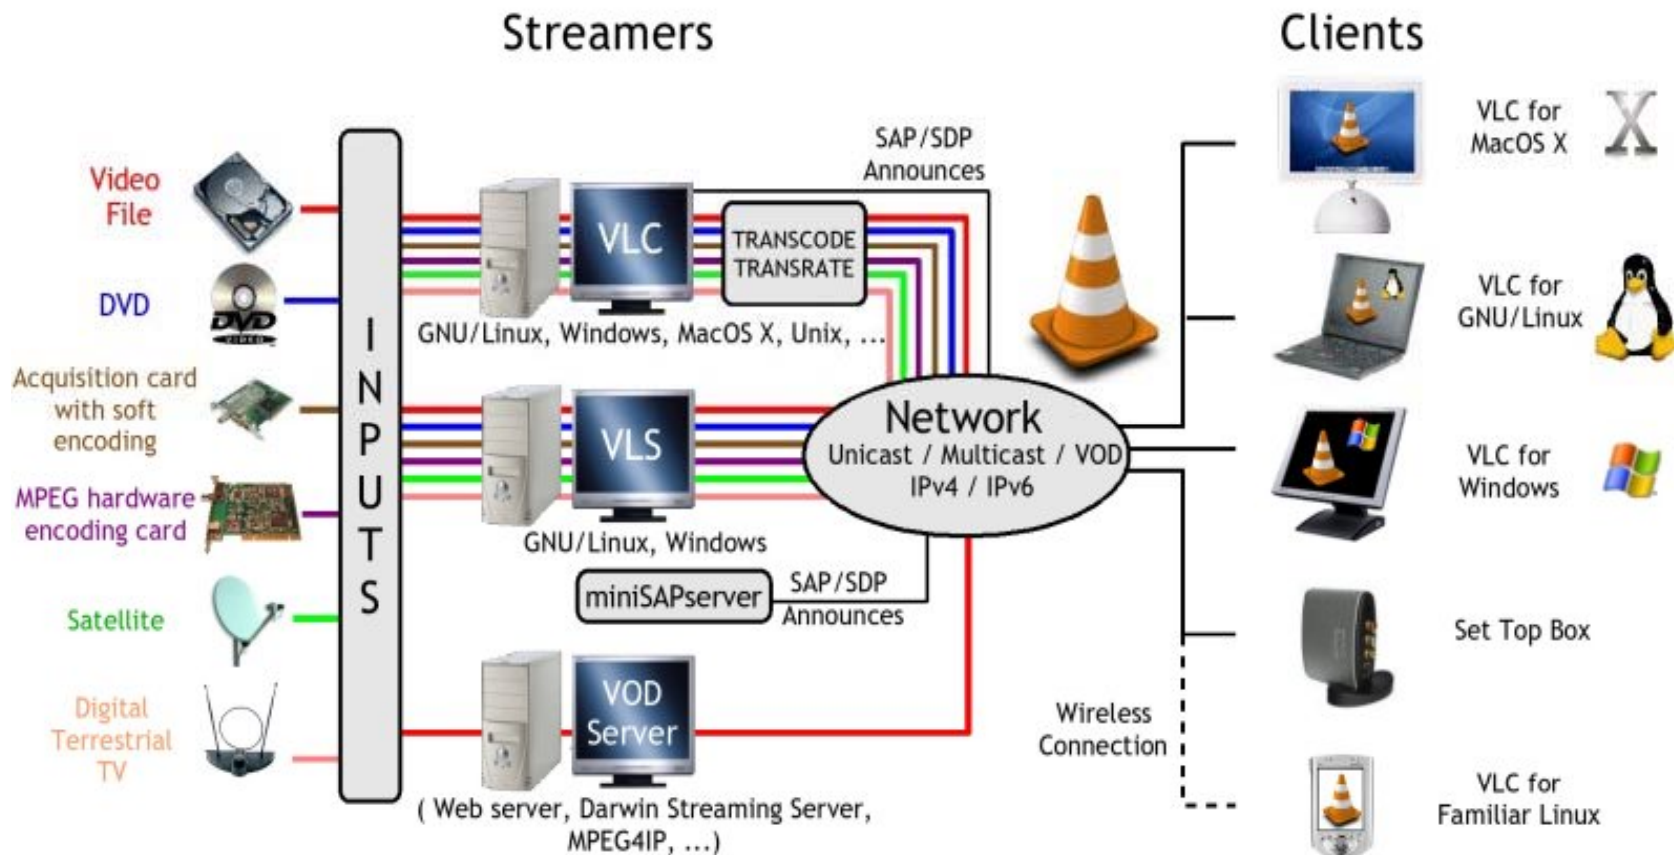 Streamers
Clients
Video
File
DVD
DVD
VIDEO
Acquisition card
with soft
encoding
MPEG hardware
encoding card
Satellite
Digital
Terrestrial
TV
INPUTS
VLC
TRANSCODE
TRANSRATE
SAP/SDP
Announces
GNU/Linux, Windows, MacOS X, Unix, ...
VLS
GNU/Linux, Windows
Network
Unicast / Multicast / VOD
IPv4 / IPv6
miniSAPserver
SAP/SDP
Announces
VOD
Server
( Web server, Darwin Streaming Server,
MPEG4IP, ...)
Wireless
Connection
VLC for
MacOS X
X
VLC for
GNU/Linux
VLC for
Windows
Set Top Box
VLC for
Familiar Linux